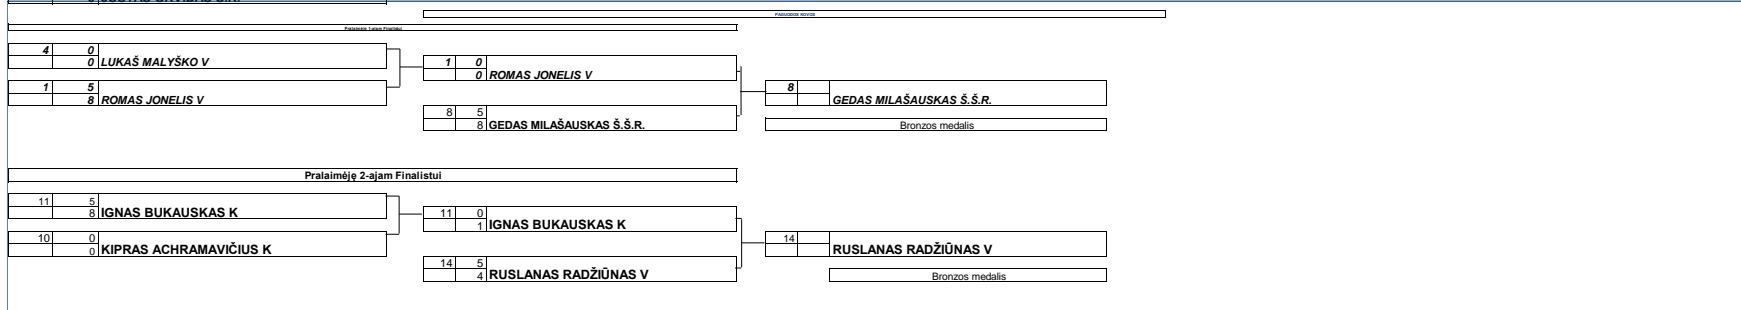 PAGUODOS KOVOS
Pralaimėję 1-ajam Finalistui
4 0
0 LUKAŠ MALYŠKO V
1 0
0 ROMAS JONELIS V
1 5
8 ROMAS JONELIS V
8
GEDAS MILAŠAUSKAS Š.Š.R.
8 5
8 GEDAS MILAŠAUSKAS Š.Š.R.
Bronzos medalis
Pralaimėję 2-ajam Finalistui
11 5
8 IGNAS BUKAUSKAS K
11 0
1 IGNAS BUKAUSKAS K
10 0
0 KIPRAS ACHRAMAVIČIUS K
14
RUSLANAS RADŽIŪNAS V
14 5
4 RUSLANAS RADŽIŪNAS V
Bronzos medalis